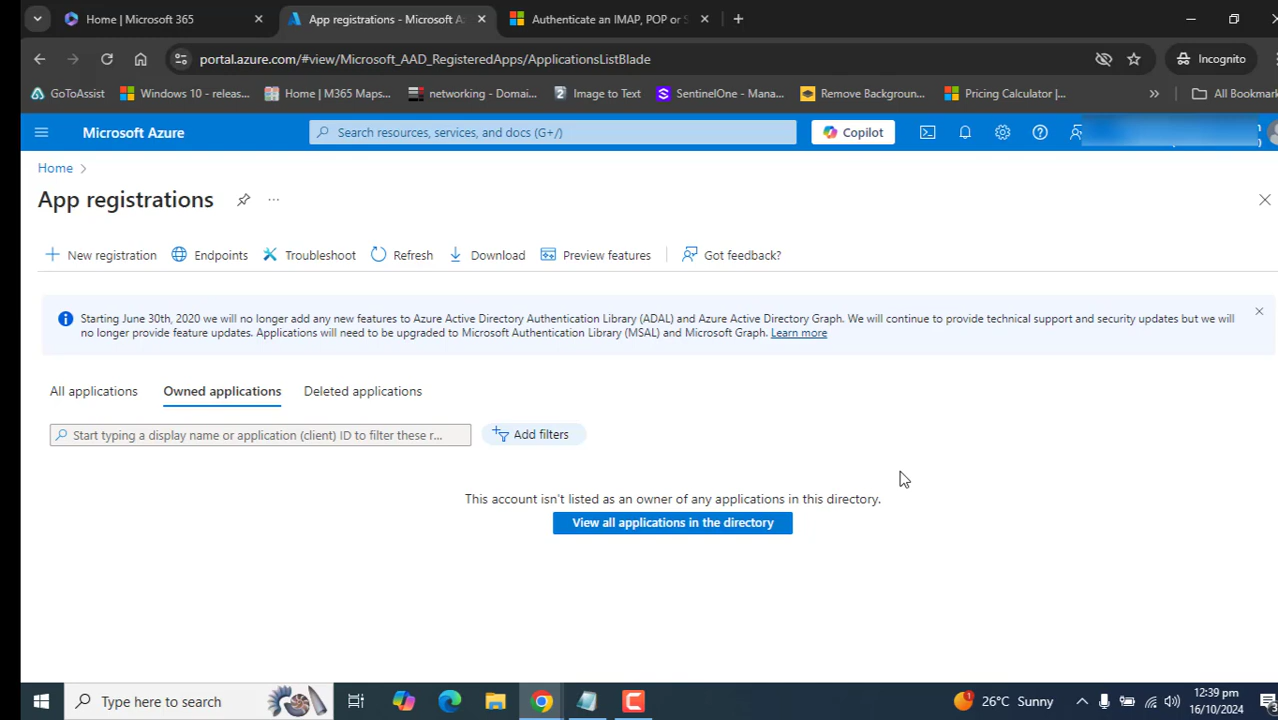 Home | Microsoft 365
App registrations - Microsoft A
Authenticate an IMAP, POP or S
portal.azure.com/#view/Microsoft_AAD_RegisteredApps/ApplicationsListBlade
Incognito
GoToAssist
Windows 10 - releas...
Home | M365 Maps...
networking - Domai...
Image to Text
SentinelOne - Mana...
Remove Backgroun...
Pricing Calculator |...
All Bookmark
Microsoft Azure
Search resources, services, and docs (G+/)
Copilot
Home
App registrations
New registration
Endpoints
Troubleshoot
Refresh
Download
Preview features
Got feedback?
Starting June 30th, 2020 we will no longer add any new features to Azure Active Directory Authentication Library (ADAL) and Azure Active Directory Graph. We will continue to provide technical support and security updates but we will
no longer provide feature updates. Applications will need to be upgraded to Microsoft Authentication Library (MSAL) and Microsoft Graph. Learn more
All applications
Owned applications
Deleted applications
Start typing a display name or application (client) ID to filter these r...
Add filters
This account isn't listed as an owner of any applications in this directory.
View all applications in the directory
Type here to search
1
26°C Sunny
12:39 pm
16/10/2024
3